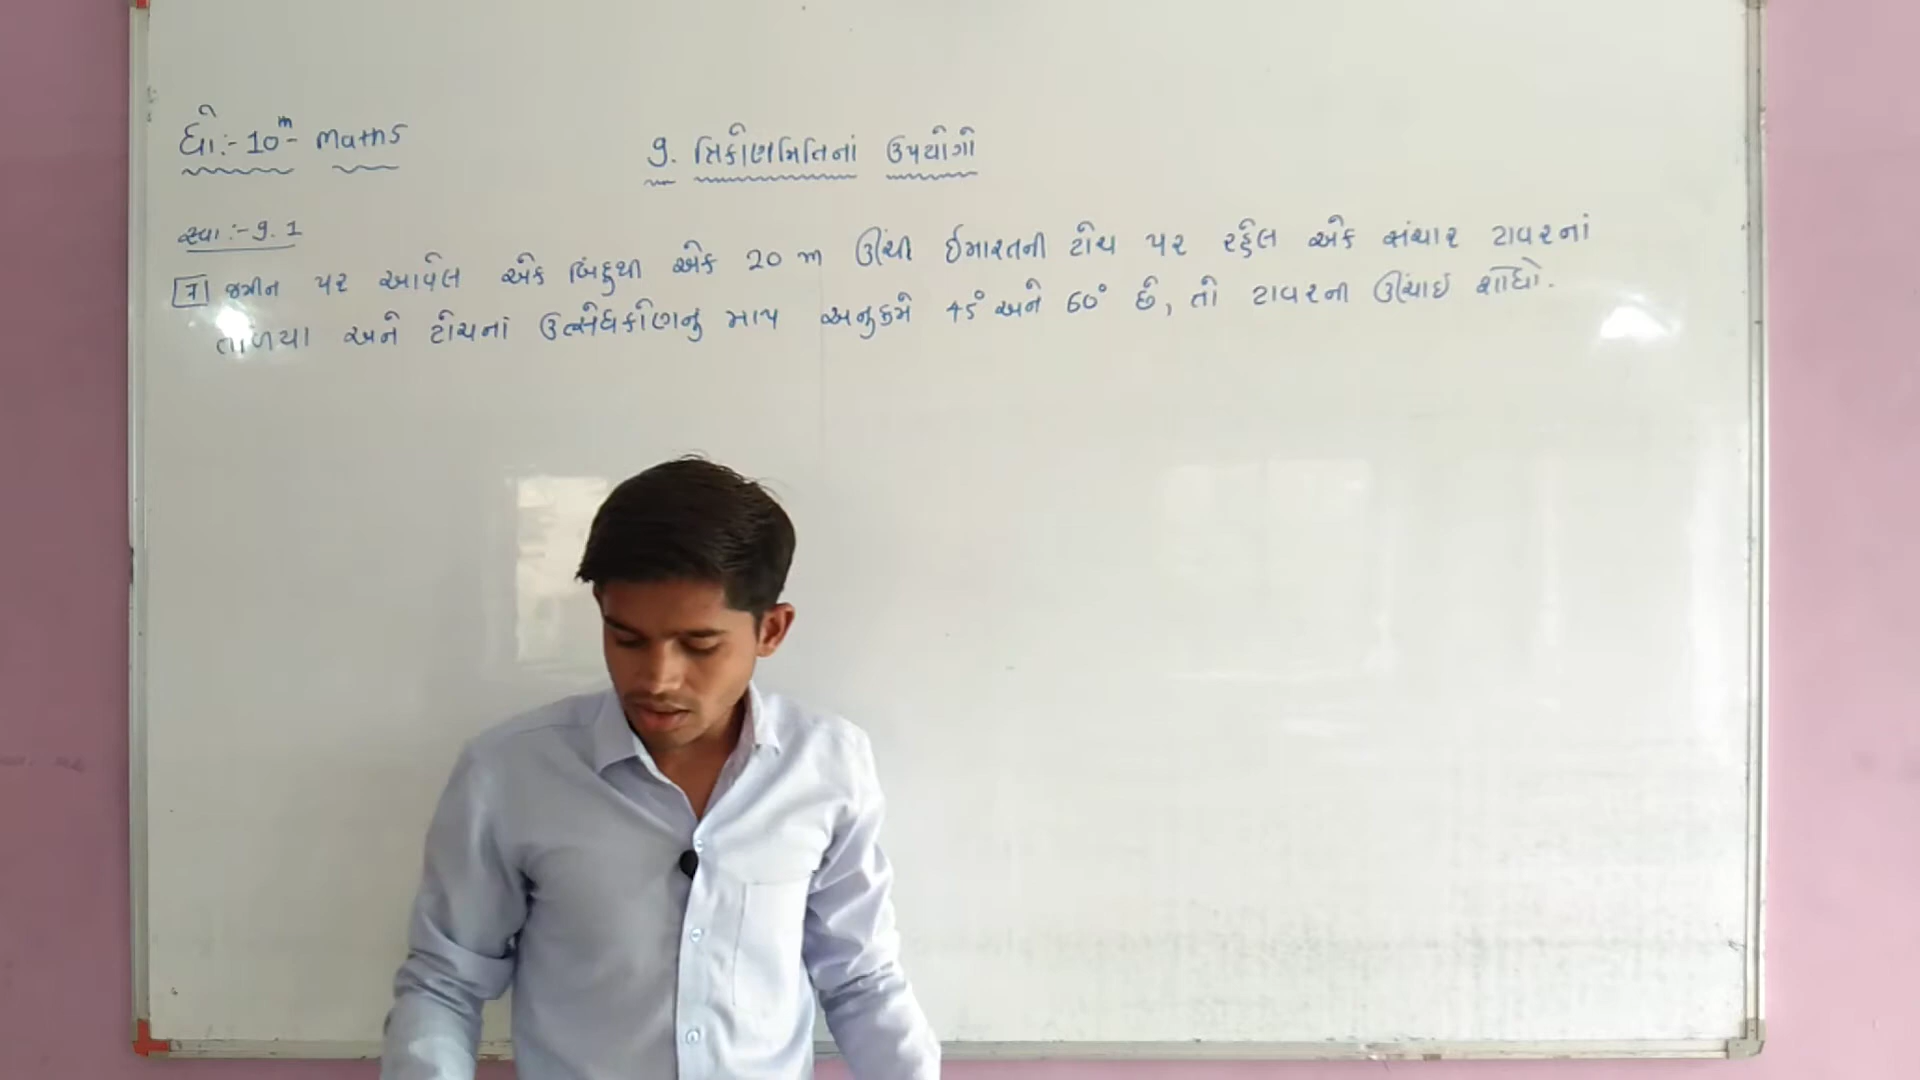 ધો:- 10th Maths
9. ત્રિકોણમિતિનાં ઉપયોગો
સ્વા:- 9.1
7 જમીન પર આવેલ એક બિંદુથી એક 20 m ઊંચી ઈમારતની ટોચ પર રહેલ એક સંચાર ટાવરનાં
તળિયા અને ટોચનાં ઉત્સેધકોણનું માપ અનુક્રમે 45° અને 60° છે, તો ટાવરની ઊંચાઈ શોધો.